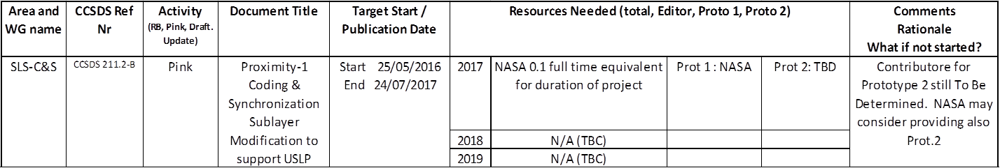 Area and WG name
CCSDS Ref Nr
Activity
(RB, Pink, Draft. Update)
Document Title
Target Start / Publication Date
Resources Needed (total, Editor, Proto 1, Proto 2)
Comments
Rationale
What if not started?
SLS-C&S
CCSDS 211.2-B
Pink
Proximity-1
Coding &
Synchronization
Sublayer
Modification to
support USLP
Start 25/05/2016
End 24/07/2017
2017
NASA 0.1 full time equivalent
for duration of project
Prot 1 : NASA
Prot 2: TBD
2018
N/A (TBC)
2019
N/A (TBC)
Contributore for
Prototype 2 still To Be
Determined. NASA may
consider providing also
Prot.2